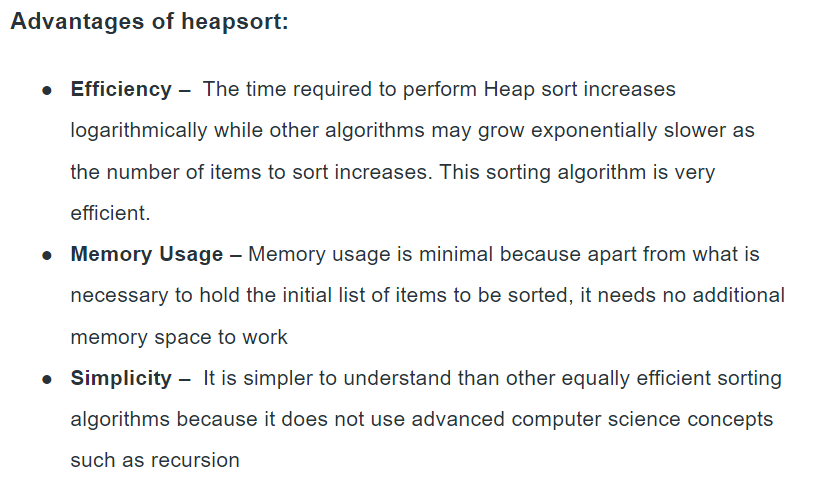 Advantages of heapsort:
● Efficiency – The time required to perform Heap sort increases
logarithmically while other algorithms may grow exponentially slower as
the number of items to sort increases. This sorting algorithm is very
efficient.
● Memory Usage – Memory usage is minimal because apart from what is
necessary to hold the initial list of items to be sorted, it needs no additional
memory space to work
● Simplicity – It is simpler to understand than other equally efficient sorting
algorithms because it does not use advanced computer science concepts
such as recursion